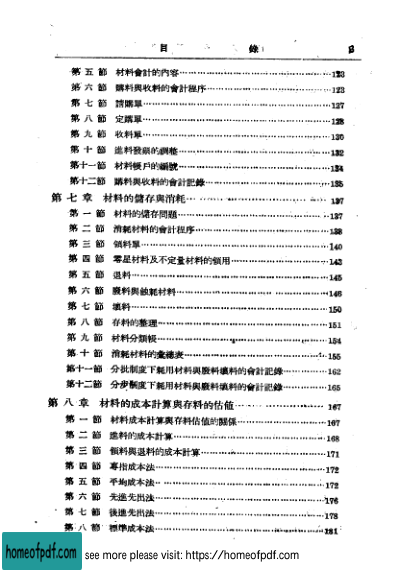 目錄 3
第五節 材料會計的內容 123
第六節 購料與收料的會計程序 123
第七節 請購單 127
第八節 定購單 128
第九節 收料單 130
第十節 進料發票的調整 132
第十一節 材料帳戶的編號 134
第十二節 購料與收料的會計記錄 135
第七章 材料的儲存與消耗 137
第一節 材料的儲存問題 137
第二節 消耗材料的會計程序 138
第三節 領料單 140
第四節 零星材料及不定量材料的領用 143
第五節 退料 145
第六節 廢料與蝕耗材料 146
第七節 填料 150
第八節 存料的整理 151
第九節 材料分類帳 154
第十節 消耗材料的彙總表 155
第十一節 分批制度下耗用材料與廢料填料的會計記錄 162
第十二節 分步制度下耗用材料與廢料填料的會計記錄 165
第八章 材料的成本計算與存料的估値 167
第一節 材料成本計算與存料估値的關係 167
第二節 進料的成本計算 168
第三節 領料與退料的成本計算 171
第四節 專指成本法 172
第五節 平均成本法 172
第六節 先進先出法 176
第七節 後進先出法 178
第八節 標準成本法 181
homeofpdf.com see more please visit: https://homeofpdf.com